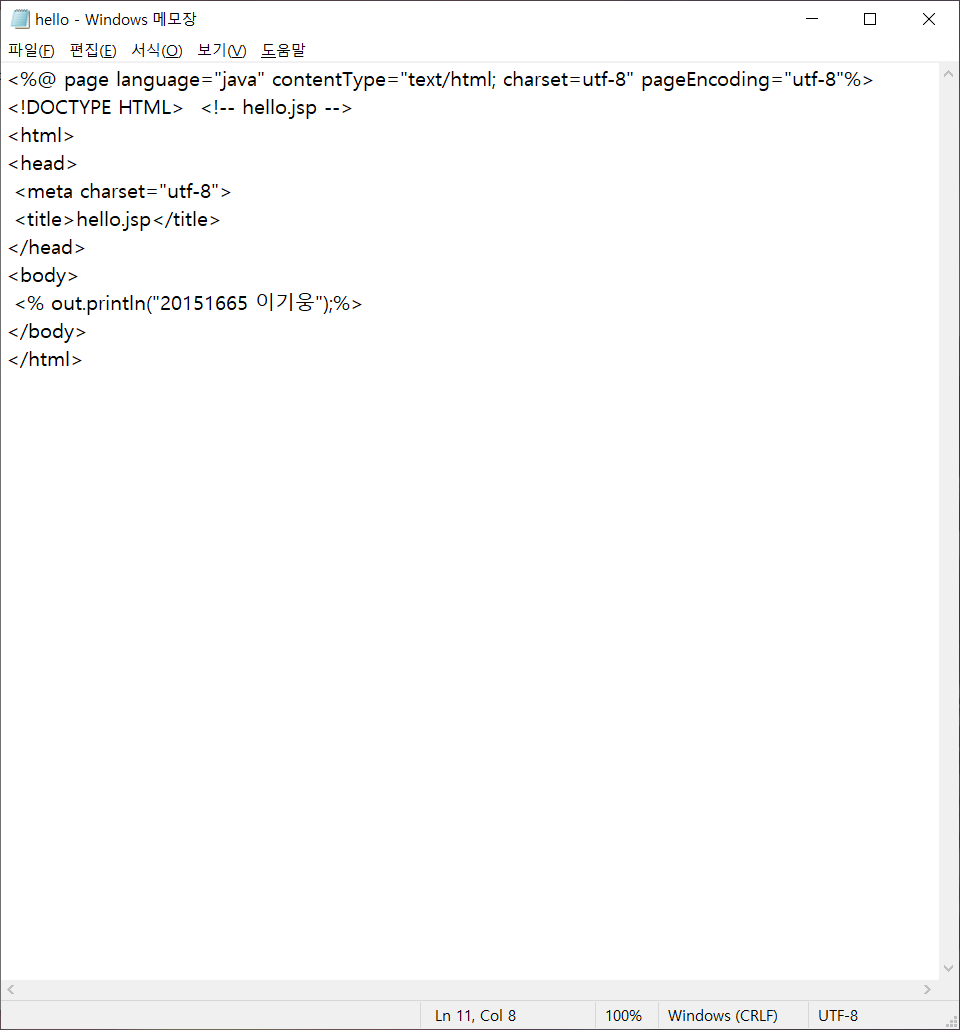 hello - Windows 메모장
파일(F) 편집(E) 서식(O) 보기(V) 도움말
<%@ page language="java" contentType="text/html; charset=utf-8" pageEncoding="utf-8"%>
<!DOCTYPE HTML>   <!-- hello.jsp -->
<html>
<head>
 <meta charset="utf-8">
 <title>hello.jsp</title>
</head>
<body>
 <% out.println("20151665 이기웅");%>
</body>
</html>
Ln 11, Col 8 100% Windows (CRLF) UTF-8